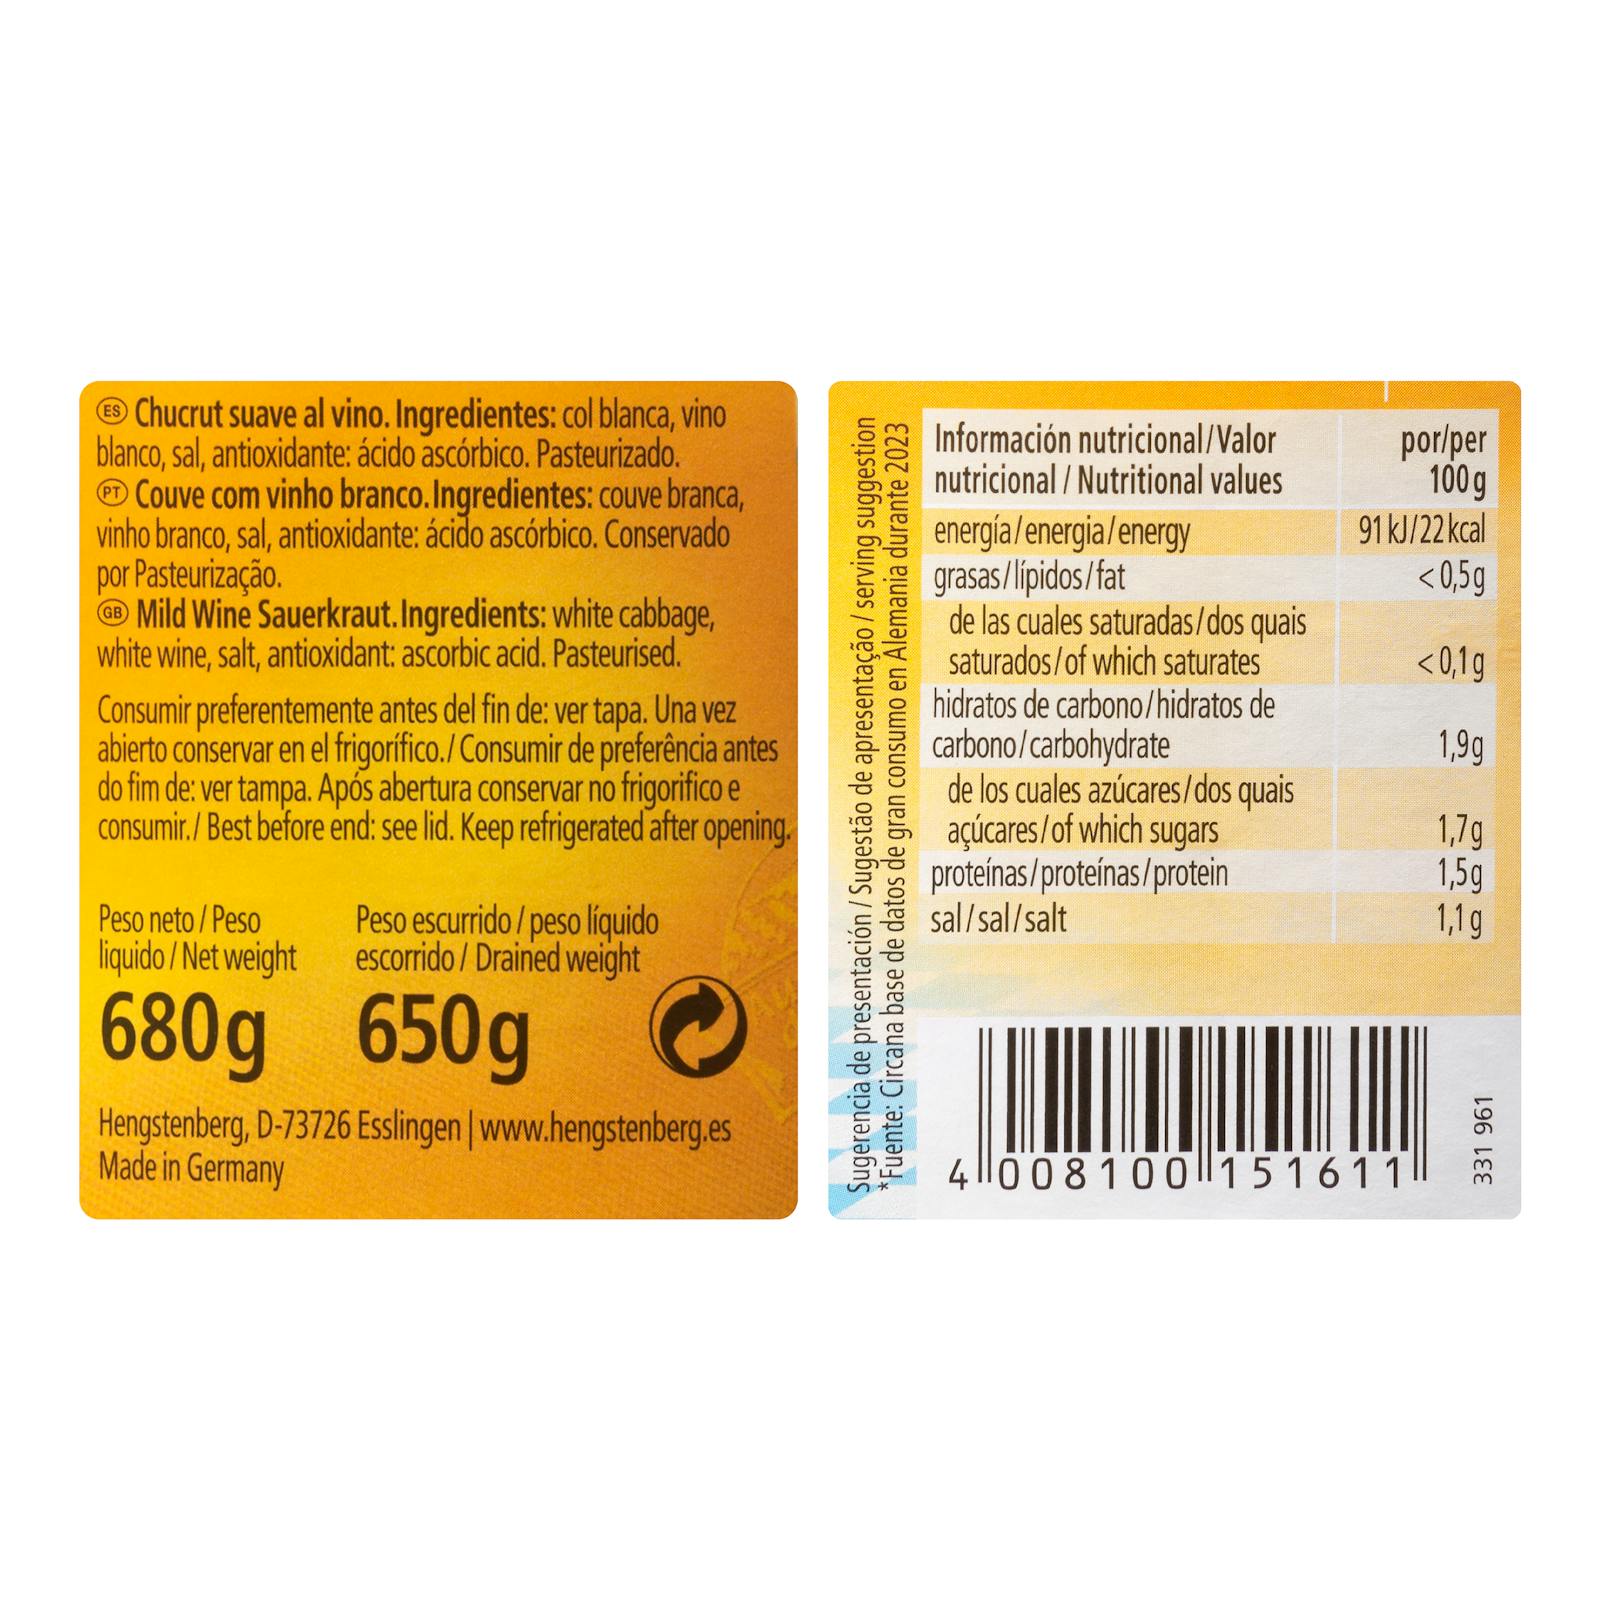 ES Chucrut suave al vino. Ingredientes: col blanca, vino
blanco, sal, antioxidante: ácido ascórbico. Pasteurizado.
PT Couve com vinho branco. Ingredientes: couve branca,
vinho branco, sal, antioxidante: ácido ascórbico. Conservado
por Pasteurização.
GB Mild Wine Sauerkraut. Ingredients: white cabbage,
white wine, salt, antioxidant: ascorbic acid. Pasteurised.
Consumir preferentemente antes del fin de: ver tapa. Una vez
abierto conservar en el frigorífico./ Consumir de preferência antes
do fim de: ver tampa. Após abertura conservar no frigorifico e
consumir./ Best before end: see lid. Keep refrigerated after opening.
Peso neto / Peso
liquido / Net weight
680g
Peso escurrido / peso líquido
escorrido / Drained weight
650g
Hengstenberg, D-73726 Esslingen | www.hengstenberg.es
Made in Germany
Sugerencia de presentación / Sugestão de apresentação / serving suggestion
*Fuente: Circana base de datos de gran consumo en Alemania durante 2023
Información nutricional/Valor por/per
nutricional / Nutritional values 100 g
energía/energia/energy 91 kJ/22 kcal
grasas/lípidos/fat < 0,5 g
de las cuales saturadas/dos quais
saturados/of which saturates < 0,1 g
hidratos de carbono/hidratos de
carbono/carbohydrate 1,9 g
de los cuales azúcares/dos quais
açúcares/of which sugars 1,7 g
proteínas/proteínas/protein 1,5 g
sal/sal/salt 1,1 g
4 008100 151611
331 961